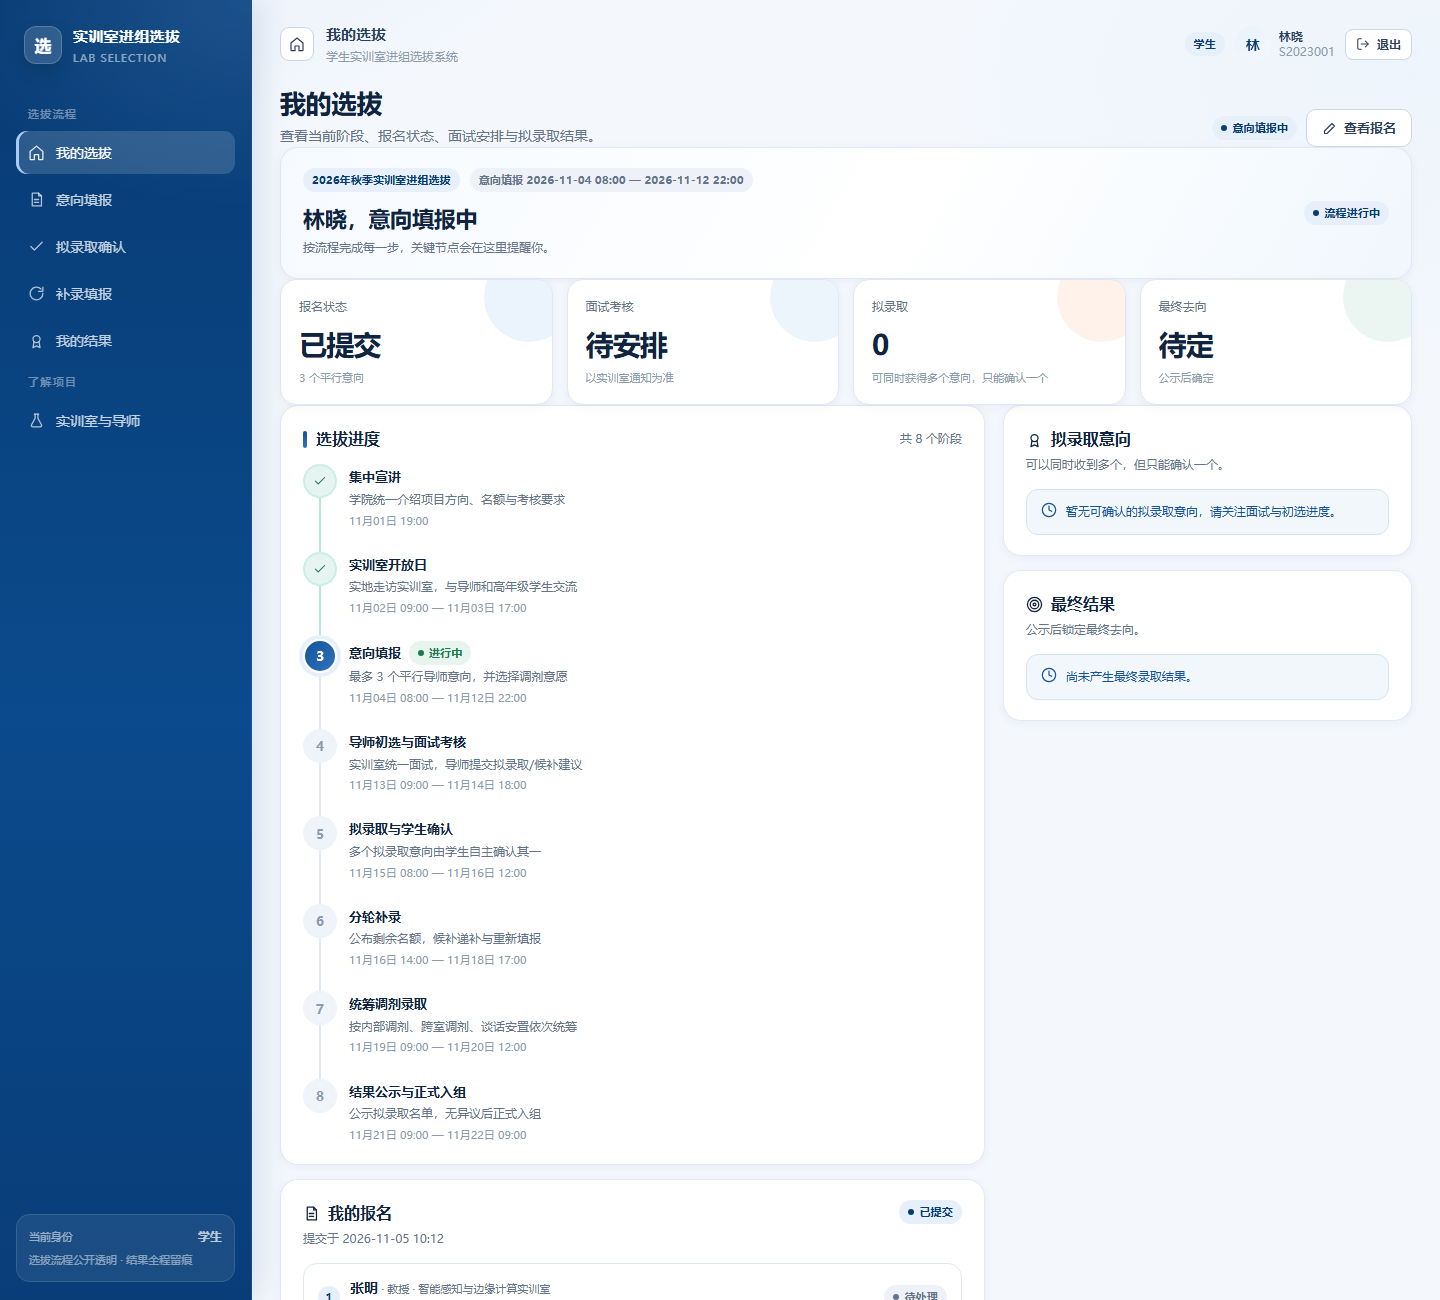 选
实训室进组选拔
LAB SELECTION
选拔流程
我的选拔
意向填报
拟录取确认
补录填报
我的结果
了解项目
实训室与导师
当前身份
学生
选拔流程公开透明 · 结果全程留痕
我的选拔
学生实训室进组选拔系统
学生
林
林晓
S2023001
退出
我的选拔
查看当前阶段、报名状态、面试安排与拟录取结果。
意向填报中
查看报名
2026年秋季实训室进组选拔
意向填报 2026-11-04 08:00 — 2026-11-12 22:00
林晓，意向填报中
按流程完成每一步，关键节点会在这里提醒你。
流程进行中
报名状态
已提交
3 个平行意向
面试考核
待安排
以实训室通知为准
拟录取
0
可同时获得多个意向，只能确认一个
最终去向
待定
公示后确定
选拔进度
共 8 个阶段
集中宣讲
学院统一介绍项目方向、名额与考核要求
11月01日 19:00
实训室开放日
实地走访实训室，与导师和高年级学生交流
11月02日 09:00 — 11月03日 17:00
3
意向填报
进行中
最多 3 个平行导师意向，并选择调剂意愿
11月04日 08:00 — 11月12日 22:00
4
导师初选与面试考核
实训室统一面试，导师提交拟录取/候补建议
11月13日 09:00 — 11月14日 18:00
5
拟录取与学生确认
多个拟录取意向由学生自主确认其一
11月15日 08:00 — 11月16日 12:00
6
分轮补录
公布剩余名额，候补递补与重新填报
11月16日 14:00 — 11月18日 17:00
7
统筹调剂录取
按内部调剂、跨室调剂、谈话安置依次统筹
11月19日 09:00 — 11月20日 12:00
8
结果公示与正式入组
公示拟录取名单，无异议后正式入组
11月21日 09:00 — 11月22日 09:00
拟录取意向
可以同时收到多个，但只能确认一个。
暂无可确认的拟录取意向，请关注面试与初选进度。
最终结果
公示后锁定最终去向。
尚未产生最终录取结果。
我的报名
已提交
提交于 2026-11-05 10:12
1
张明 · 教授 · 智能感知与边缘计算实训室
待处理